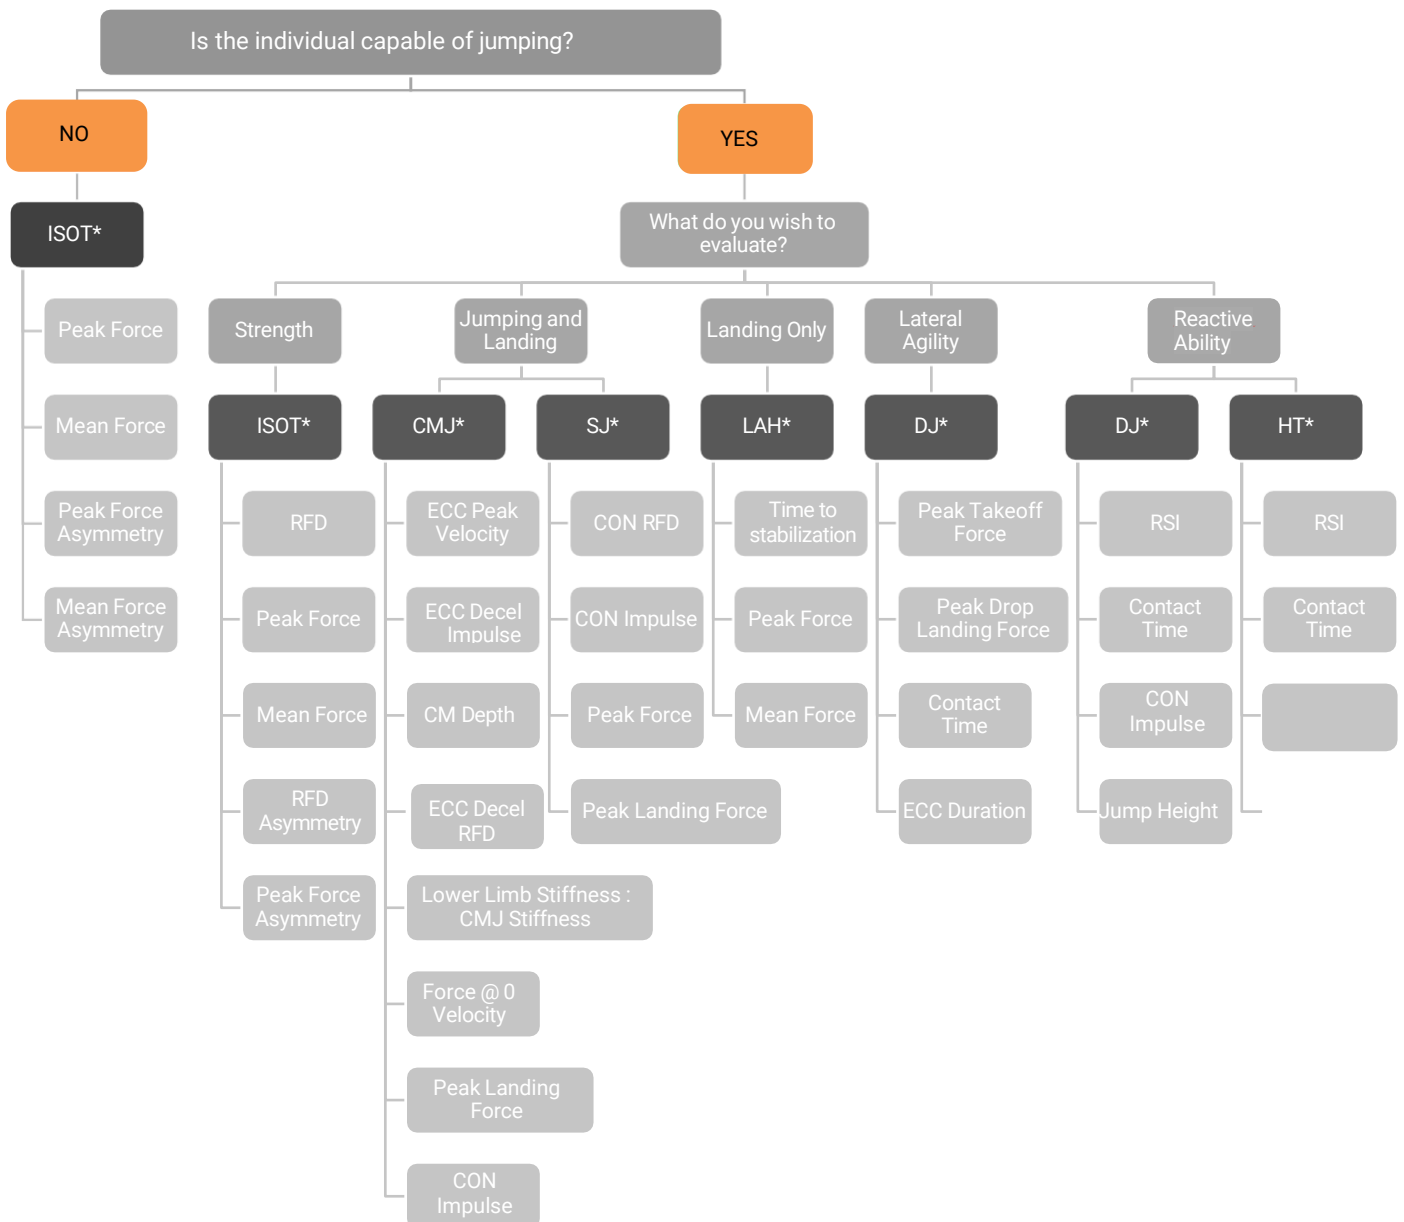 Is the individual capable of jumping?
NO
YES
ISOT*
What do you wish to
evaluate?
Peak Force
Mean Force
Peak Force
Asymmetry
Mean Force
Asymmetry
Strength
Jumping and
Landing
Landing Only
Lateral
Agility
Reactive
Ability
ISOT*
CMJ*
SJ*
LAH*
DJ*
DJ*
HT*
RFD
Peak Force
Mean Force
RFD
Asymmetry
Peak Force
Asymmetry
ECC Peak
Velocity
ECC Decel
Impulse
CM Depth
ECC Decel
RFD
Lower Limb Stiffness :
CMJ Stiffness
Force @ 0
Velocity
Peak Landing
Force
CON
Impulse
CON RFD
CON Impulse
Peak Force
Peak Landing Force
Time to
stabilization
Peak Force
Mean Force
Peak Takeoff
Force
Peak Drop
Landing Force
Contact
Time
ECC Duration
RSI
Contact
Time
CON
Impulse
Jump Height
RSI
Contact
Time